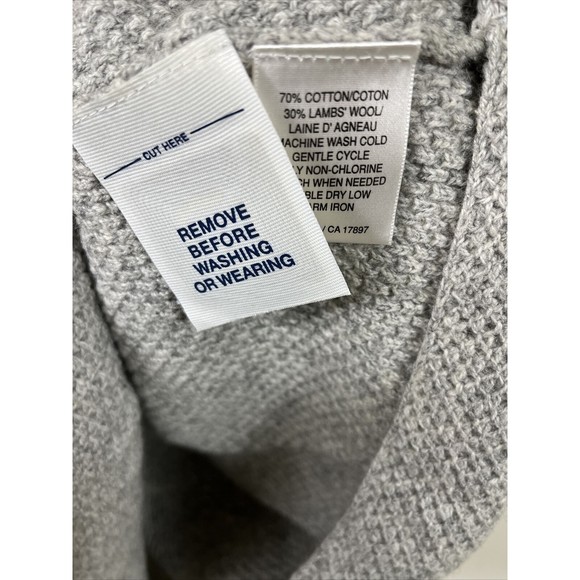 CUT HERE
REMOVE
BEFORE
WASHING
OR WEARING
70% COTTON/COTON
30% LAMBS' WOOL/
LAINE D' AGNEAU
MACHINE WASH COLD
GENTLE CYCLE
NON-CHLORINE
WHEN NEEDED
DRY LOW
IRON
/ CA 17897